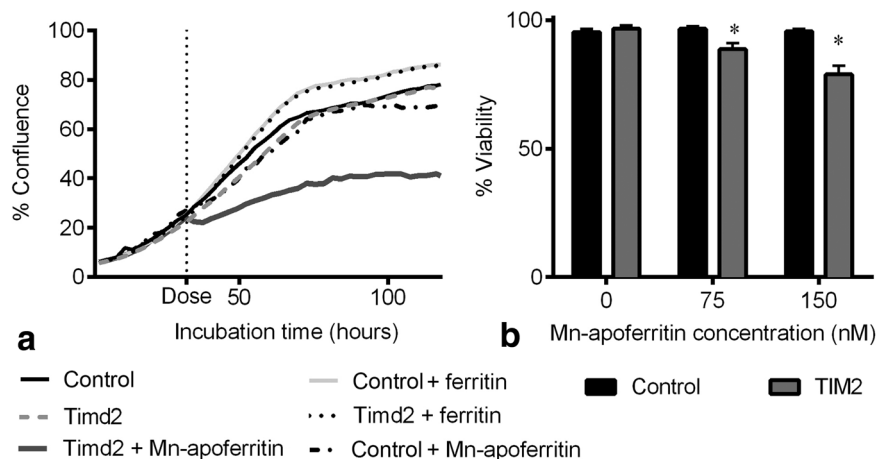 100
80
60
40
20
0
% Confluence
Dose
50
100
Incubation time (hours)
a
Control
Timd2
Timd2 + Mn-apoferritin
Control + ferritin
Timd2 + ferritin
Control + Mn-apoferritin
100
50
0
% Viability
*
*
0
75
150
Mn-apoferritin concentration (nM)
b
Control
TIM2